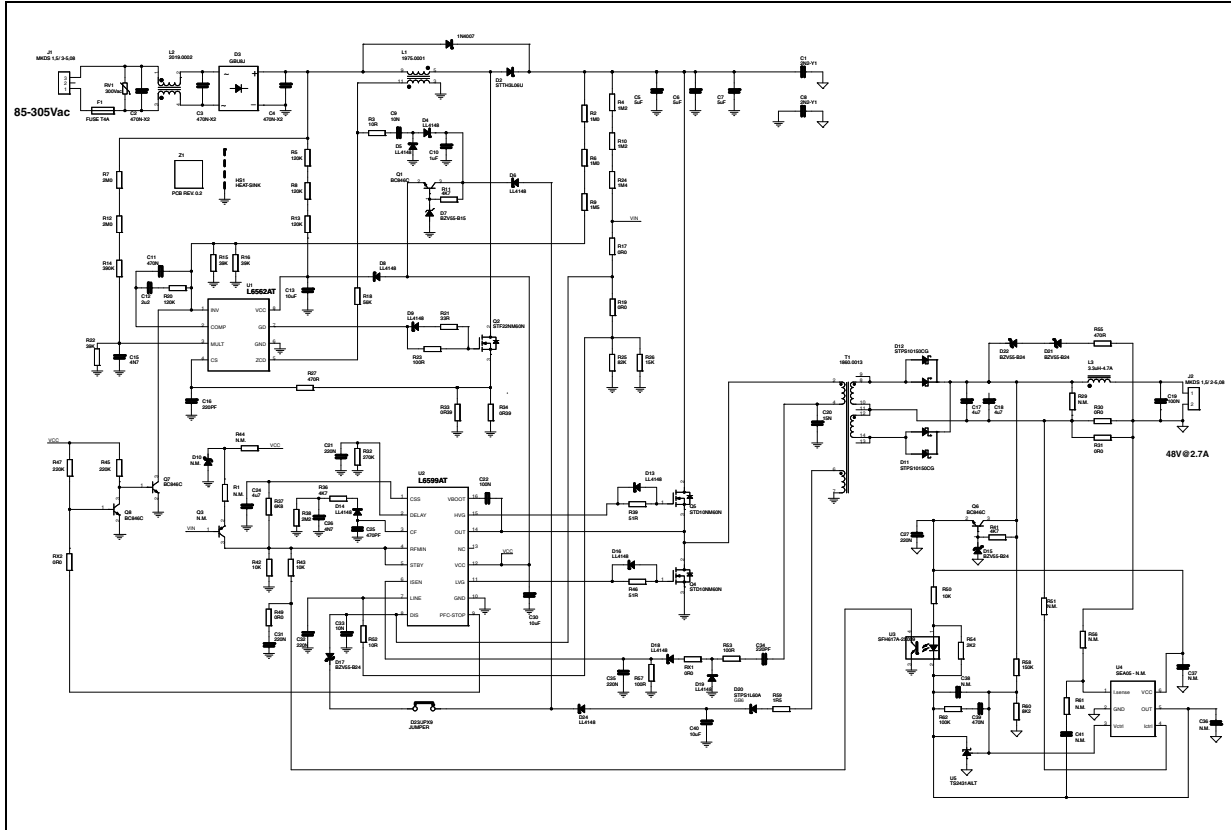 J1
MKDS 1,5/ 3-5,08
3
2
1
85-305Vac
F1
FUSE T4A
RV1
300Vac
C2
470N-X2
L2
2019.0002
C3
470N-X2
D3
GBU8J
C4
470N-X2
1N4007
L1
1975.0001
D2
STTH3L06U
C1
2N2-Y1
C8
2N2-Y1
C5
5uF
C6
5uF
C7
5uF
R2
1M0
R6
1M0
R9
1M5
R4
1M2
R10
1M2
R24
1M4
VIN
R17
0R0
R19
0R0
R25
82K
R26
15K
R3
10R
C9
10N
D4
LL4148
D5
LL4148
C10
1uF
Q1
BC846C
R11
4K7
D6
LL4148
D7
BZV55-B15
Z1
PCB REV. 0.2
HS1
HEAT-SINK
R5
120K
R8
120K
R13
120K
R7
2M0
R12
2M0
R14
390K
C11
470N
C12
2u2
R20
120K
R15
39K
R16
39K
U1
L6562AT
INV
COMP
MULT
CS
VCC
GD
GND
ZCD
C13
10uF
D8
LL4148
R18
56K
D9
LL4148
R21
33R
R23
100R
Q2
STF22NM60N
R22
39K
C15
4N7
C16
220PF
R27
470R
R33
0R39
R34
0R39
VCC
R47
220K
R45
220K
Q7
BC846C
Q8
BC846C
RX2
0R0
D10
N.M.
R44
N.M.
VCC
R1
N.M.
Q3
N.M.
VIN
C24
4u7
R37
6K8
R42
10K
R43
10K
R49
0R0
C31
220N
C21
220N
R32
270K
R36
4K7
R38
2M2
C26
4N7
D14
LL4148
C25
470PF
U2
L6599AT
CSS
DELAY
CF
RFMIN
STBY
ISEN
LINE
DIS
VBOOT
HVG
OUT
NC
VCC
LVG
GND
PFC-STOP
C22
100N
VCC
C30
10uF
C32
220N
C33
10N
R52
10R
D17
BZV55-B24
D23\JPX9
JUMPER
D24
LL4148
C40
10uF
D20
STPS1L60A
R59
1R5
C35
220N
R57
100R
D18
LL4148
RX1
0R0
D19
LL4148
R53
100R
C34
220PF
D13
LL4148
R39
51R
Q5
STD10NM60N
D16
LL4148
R46
51R
Q4
STD10NM60N
T1
1860.0013
C20
15N
D12
STPS10150CG
D11
STPS10150CG
C17
4u7
C18
4u7
D22
BZV55-B24
D21
BZV55-B24
R55
470R
L3
3.3uH-4.7A
R29
N.M.
R30
0R0
R31
0R0
C19
100N
J2
MKDS 1,5/ 2-5,08
1
2
48V@2.7A
Q6
BC846C
R41
4K7
C27
220N
D15
BZV55-B24
R50
10K
U3
R54
2K2
C38
N.M.
R62
100K
C39
470N
U5
TS2431AILT
R58
150K
R60
8K2
R51
N.M.
R56
N.M.
R61
N.M.
C41
N.M.
U4
SEA05 - N.M.
I.sense
GND
Vctrl
VCC
OUT
Ictrl
C37
N.M.
C36
N.M.